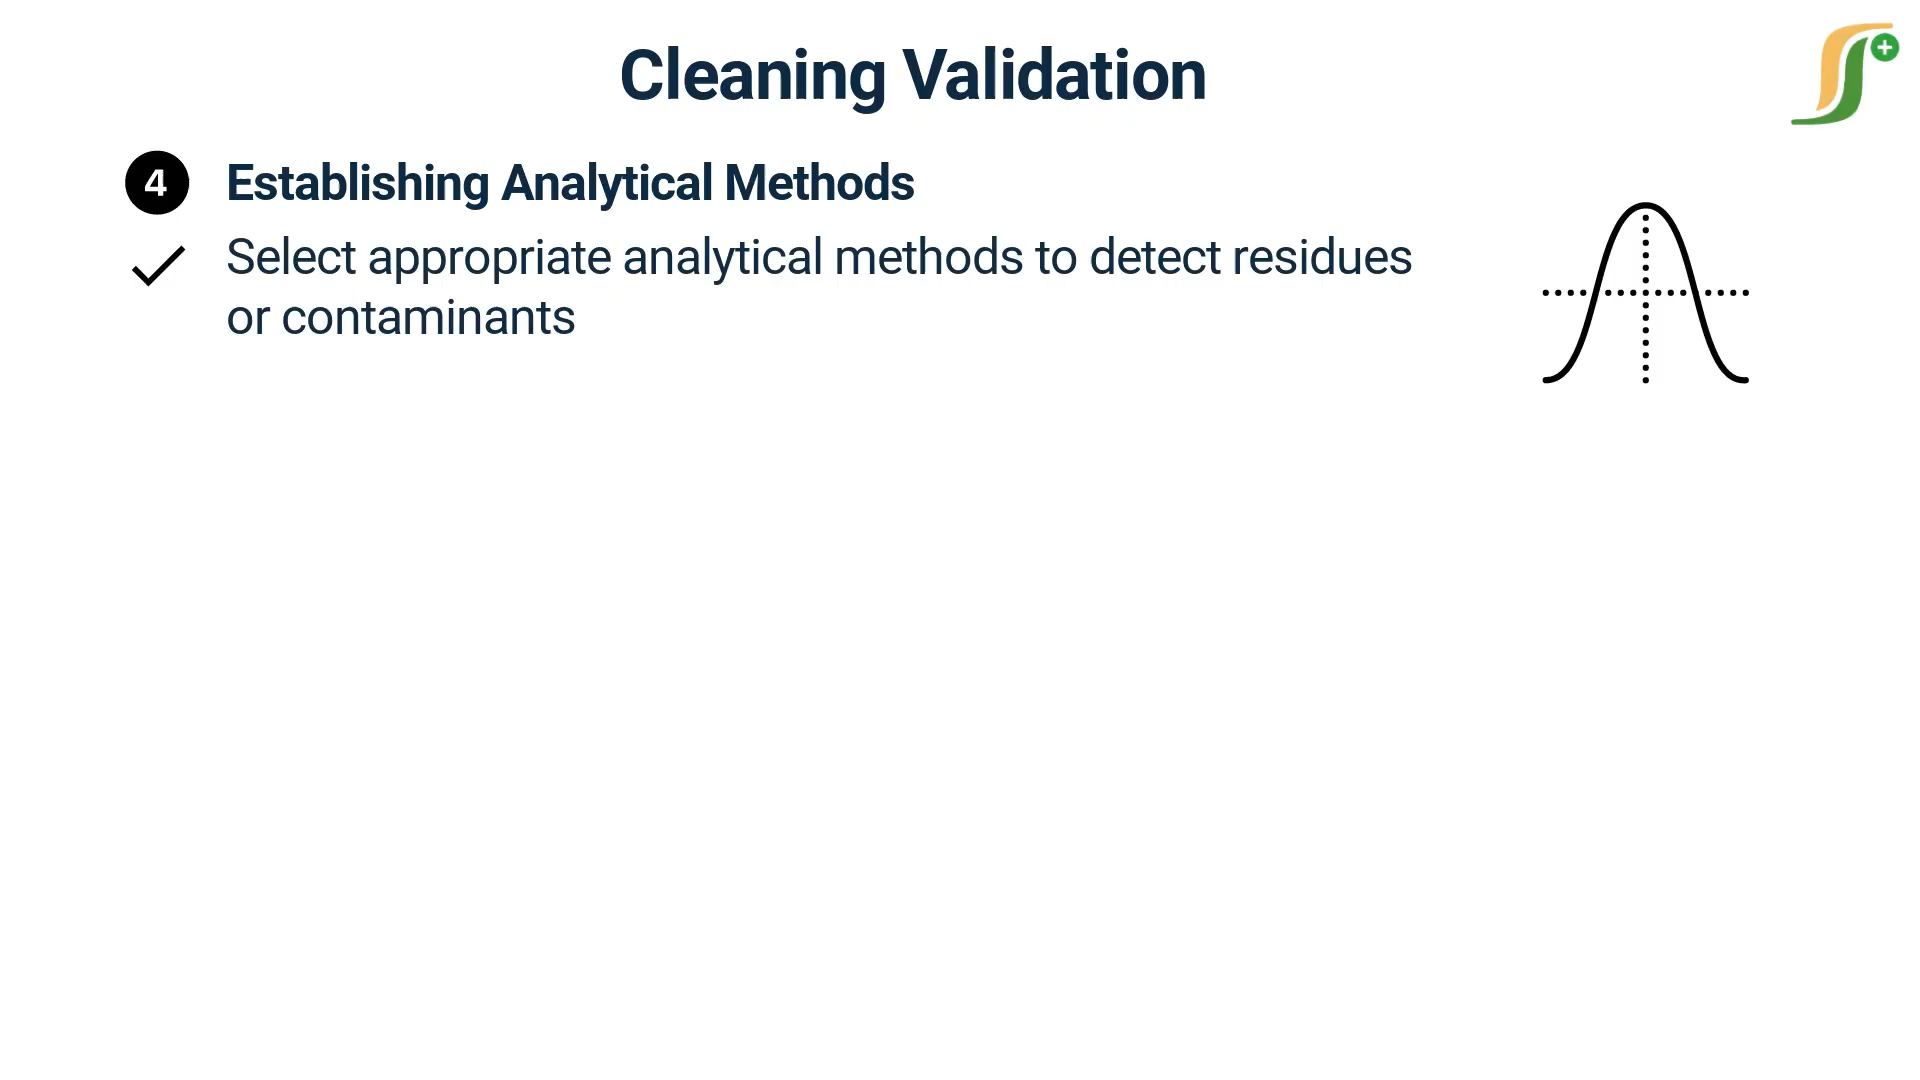 Cleaning Validation
4 Establishing Analytical Methods
Select appropriate analytical methods to detect residues
or contaminants